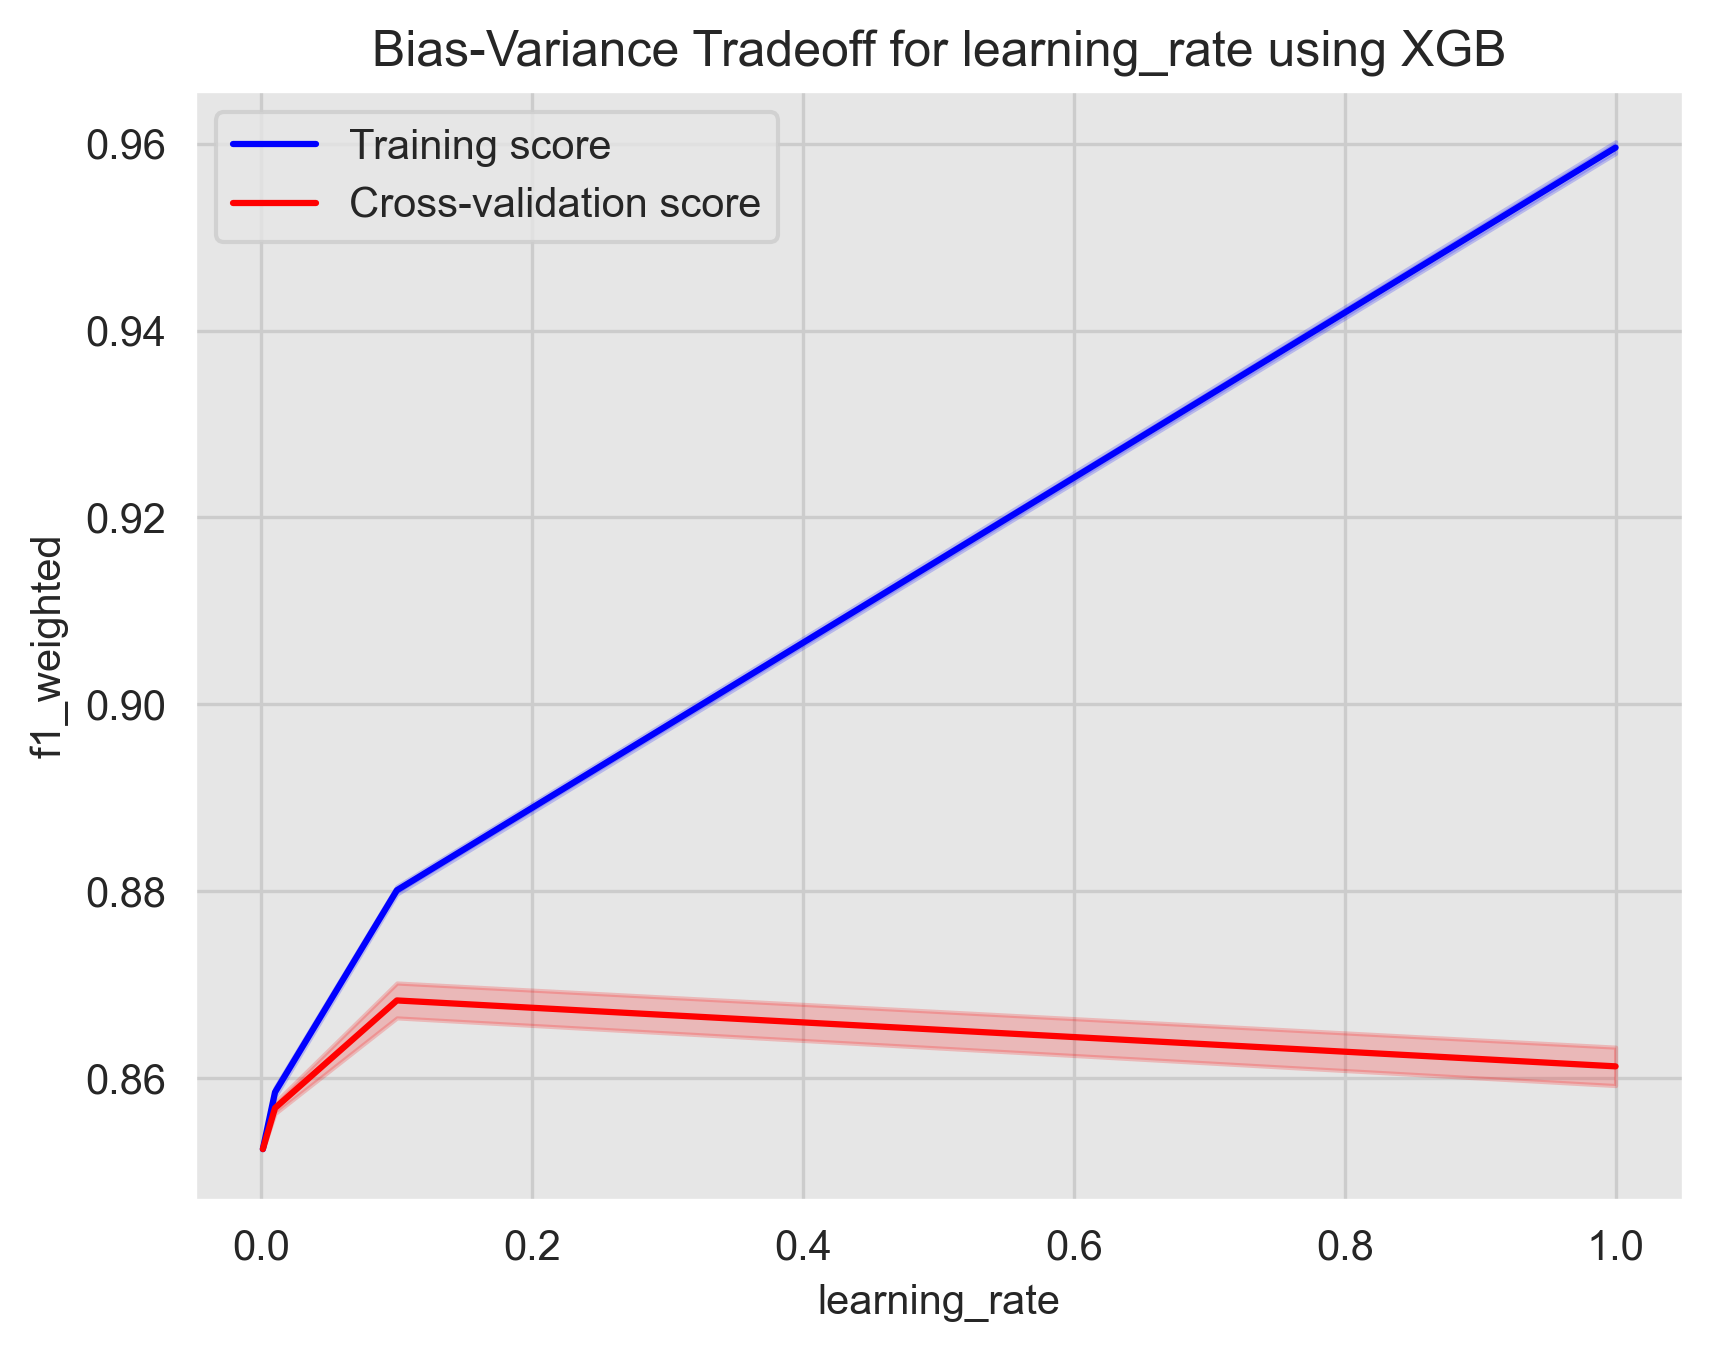 Bias-Variance Tradeoff for learning_rate using XGB
Training score
Cross-validation score
0.96
0.94
0.92
0.90
0.88
0.86
f1_weighted
0.0 0.2 0.4 0.6 0.8 1.0
learning_rate